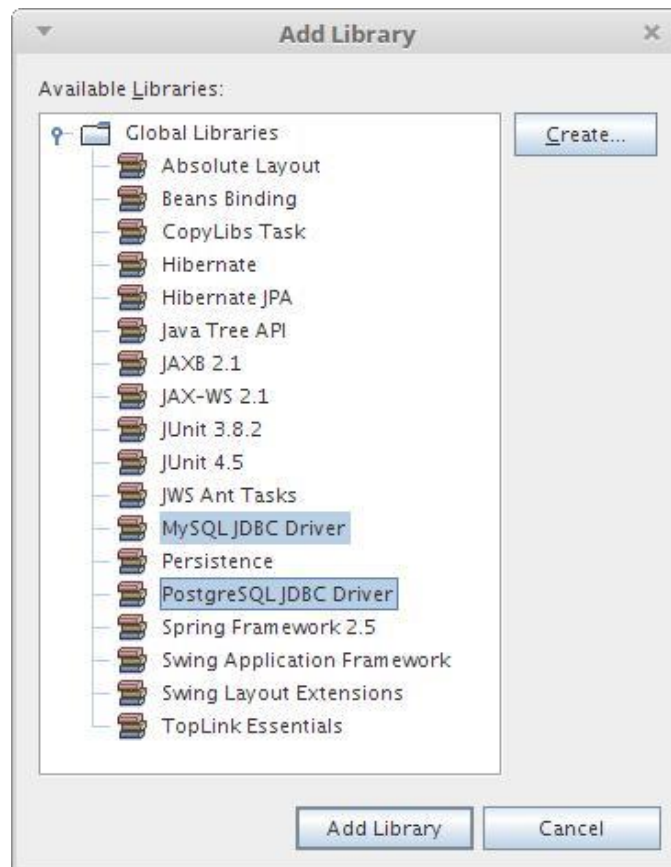 Add Library
Available Libraries:
Global Libraries
Create...
Absolute Layout
Beans Binding
CopyLibs Task
Hibernate
Hibernate JPA
Java Tree API
JAXB 2.1
JAX-WS 2.1
JUnit 3.8.2
JUnit 4.5
JWS Ant Tasks
MySQL JDBC Driver
Persistence
PostgreSQL JDBC Driver
Spring Framework 2.5
Swing Application Framework
Swing Layout Extensions
TopLink Essentials
Add Library
Cancel